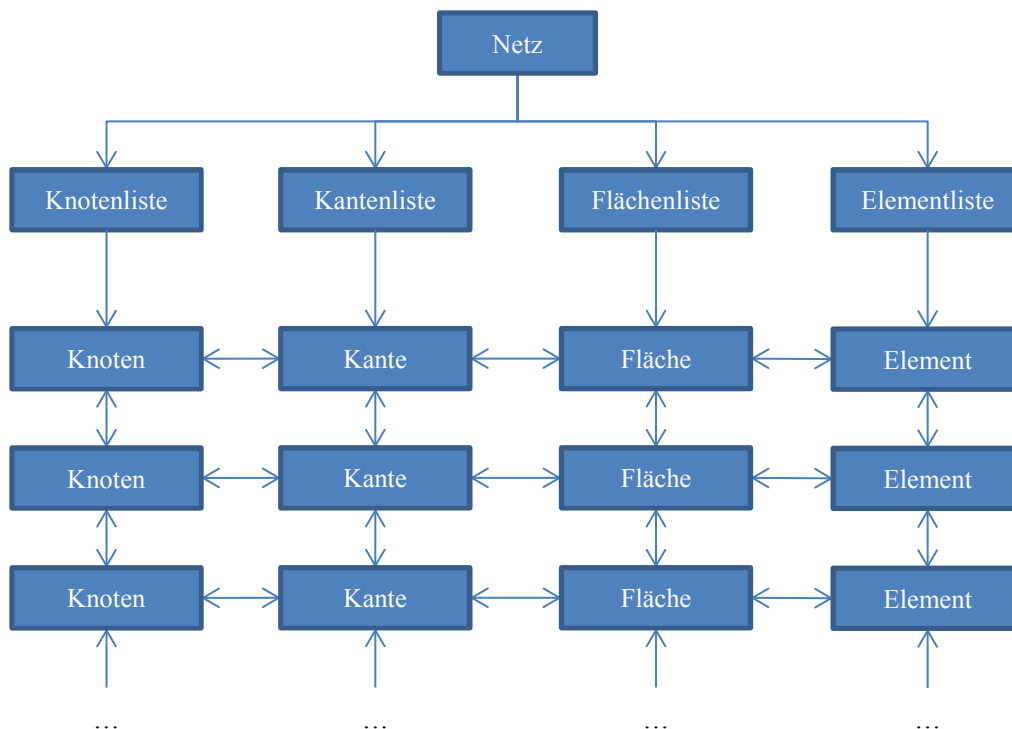 Netz
Knotenliste Kantenliste Flächenliste Elementliste
Knoten Kante Fläche Element
Knoten Kante Fläche Element
Knoten Kante Fläche Element
… … … …